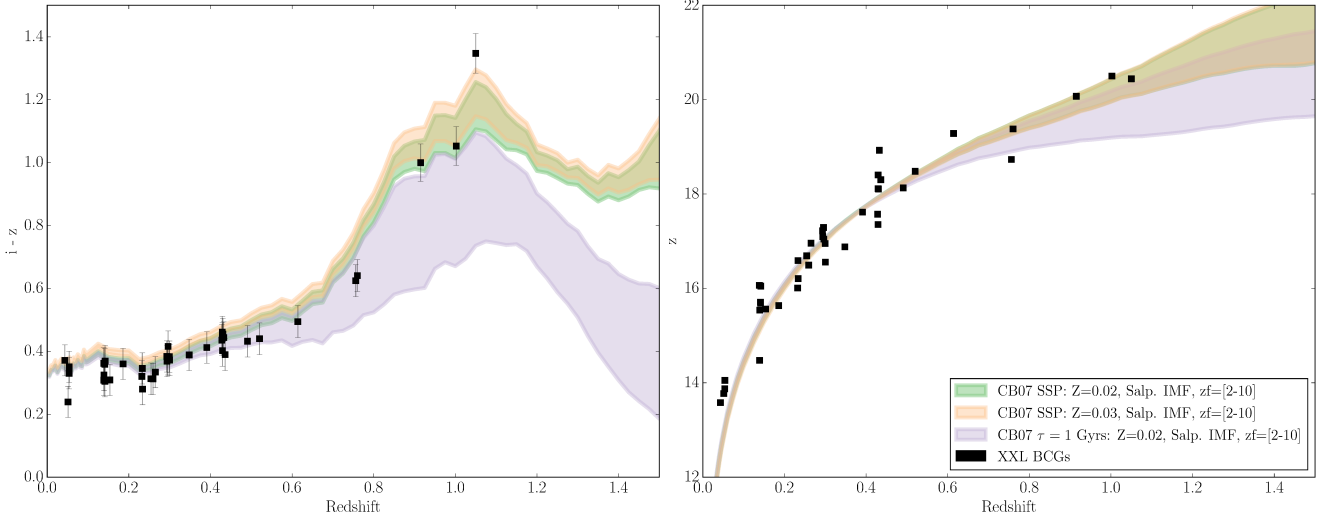 1.4
1.2
1.0
0.8
0.6
0.4
0.2
0.0
i - z
0.0 0.2 0.4 0.6 0.8 1.0 1.2 1.4
Redshift
22
20
18
16
14
12
z
0.0 0.2 0.4 0.6 0.8 1.0 1.2 1.4
Redshift
CB07 SSP: Z=0.02, Salp. IMF, zf=[2-10]
CB07 SSP: Z=0.03, Salp. IMF, zf=[2-10]
CB07 τ = 1 Gyrs: Z=0.02, Salp. IMF, zf=[2-10]
XXL BCGs